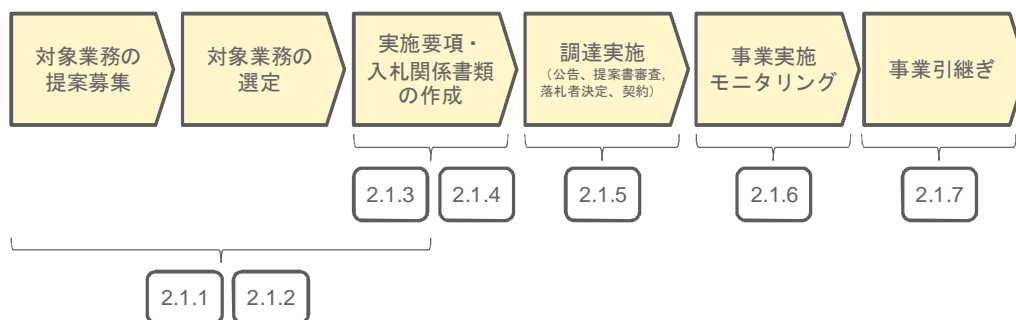 対象業務の
提案募集
対象業務の
選定
実施要項・
入札関係書類
の作成
調達実施
（公告、提案書審査,
落札者決定、契約）
事業実施
モニタリング
事業引継ぎ
2.1.3
2.1.4
2.1.5
2.1.6
2.1.7
2.1.1
2.1.2